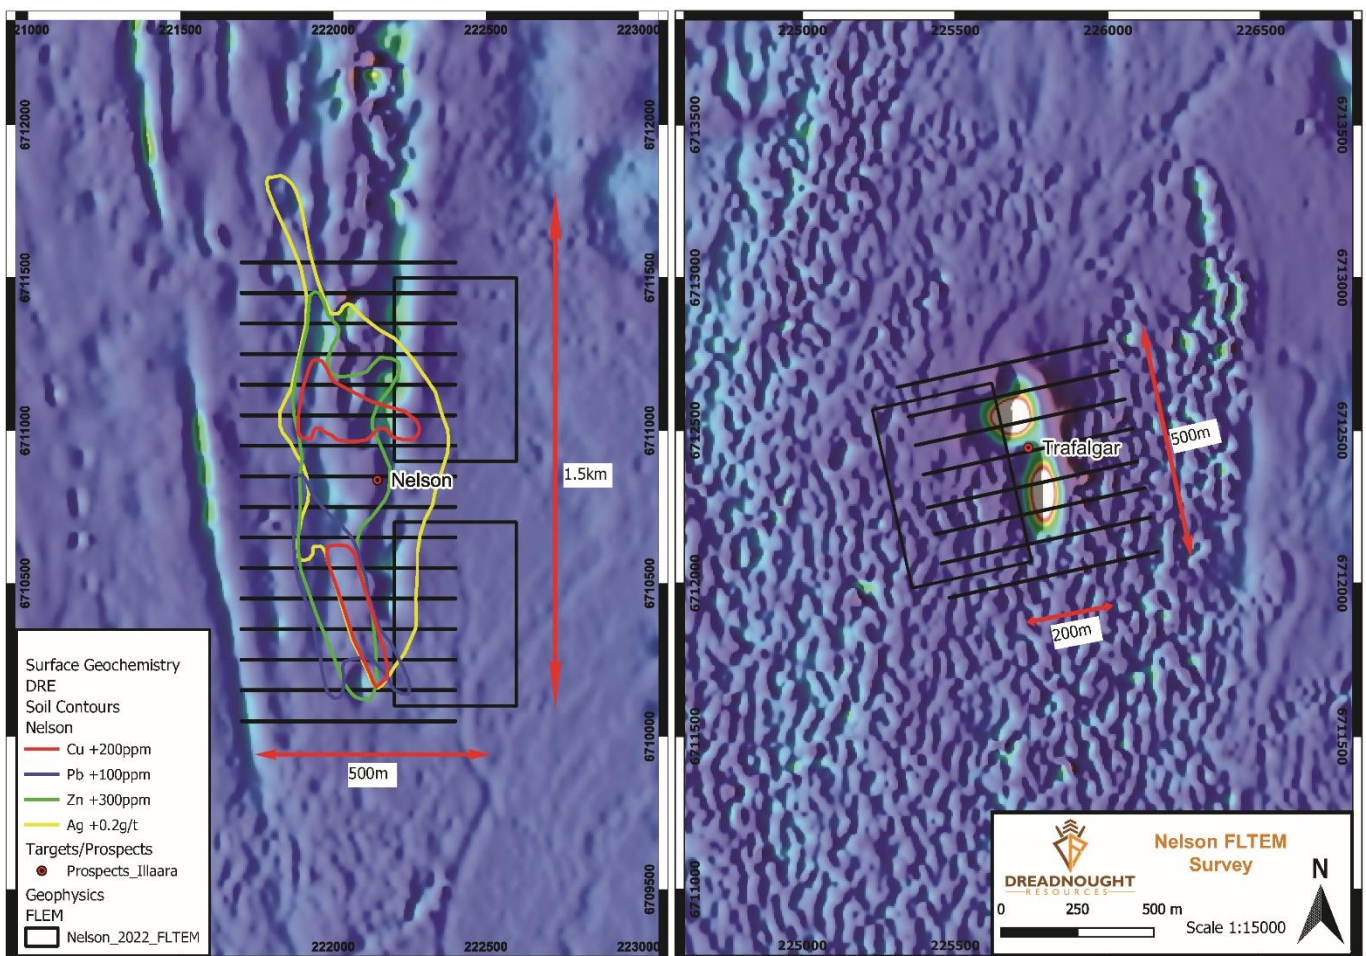 21000 221500 222000 222500 223000
225000 225500 226000 226500
6712000
6711500
6711000
6710500
6710000
6709500
6712000
6711500
6711000
6710500
6710000
6709500
Nelson
1.5km
500m
Surface Geochemistry
DRE
Soil Contours
Nelson
Cu +200ppm
Pb +100ppm
Zn +300ppm
Ag +0.2g/t
Targets/Prospects
Prospects_Illaara
Geophysics
FLEM
Nelson_2022_FLTEM
222000 222500 223000
6713500
6713000
6712500
6712000
6711500
6711000
6713500
6713000
6712500
6712000
6711500
Trafalgar
500m
200m
DREADNOUGHT
RESOURCES
Nelson FLTEM
Survey
N
0 250 500 m
Scale 1:15000
225000 225500